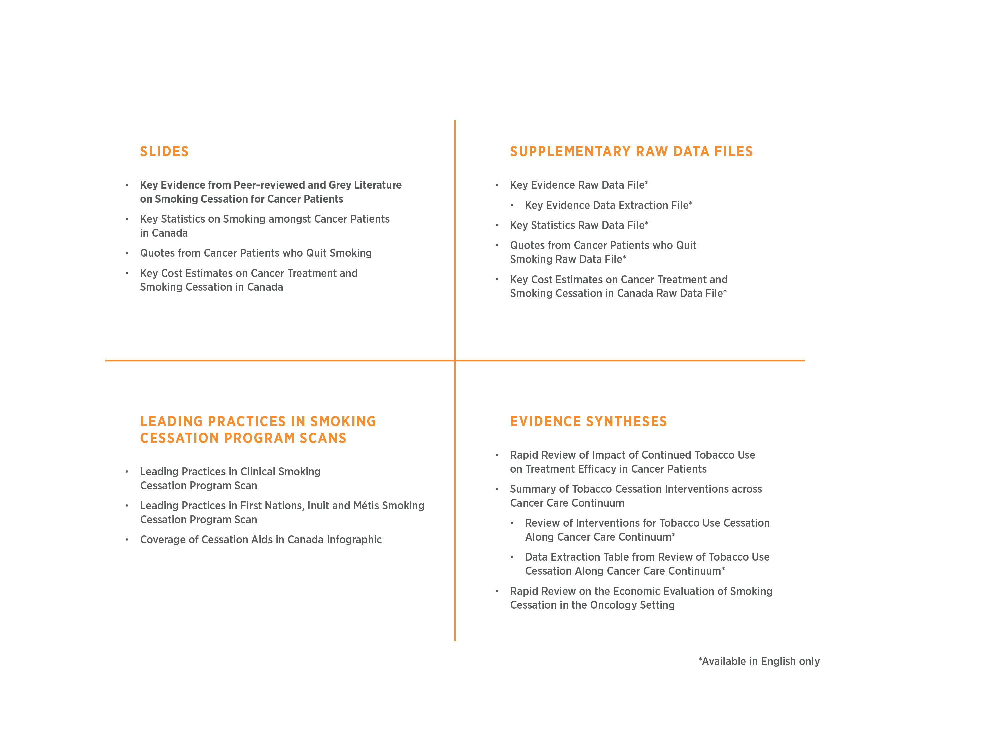 SLIDES
• Key Evidence from Peer-reviewed and Grey Literature
on Smoking Cessation for Cancer Patients
• Key Statistics on Smoking amongst Cancer Patients
in Canada
• Quotes from Cancer Patients who Quit Smoking
• Key Cost Estimates on Cancer Treatment and
Smoking Cessation in Canada
SUPPLEMENTARY RAW DATA FILES
• Key Evidence Raw Data File*
• Key Evidence Data Extraction File*
• Key Statistics Raw Data File*
• Quotes from Cancer Patients who Quit
Smoking Raw Data File*
• Key Cost Estimates on Cancer Treatment and
Smoking Cessation in Canada Raw Data File*
LEADING PRACTICES IN SMOKING
CESSATION PROGRAM SCANS
• Leading Practices in Clinical Smoking
Cessation Program Scan
• Leading Practices in First Nations, Inuit and Métis Smoking
Cessation Program Scan
• Coverage of Cessation Aids in Canada Infographic
EVIDENCE SYNTHESES
• Rapid Review of Impact of Continued Tobacco Use
on Treatment Efficacy in Cancer Patients
• Summary of Tobacco Cessation Interventions across
Cancer Care Continuum
• Review of Interventions for Tobacco Use Cessation
Along Cancer Care Continuum*
• Data Extraction Table from Review of Tobacco Use
Cessation Along Cancer Care Continuum*
• Rapid Review on the Economic Evaluation of Smoking
Cessation in the Oncology Setting
*Available in English only